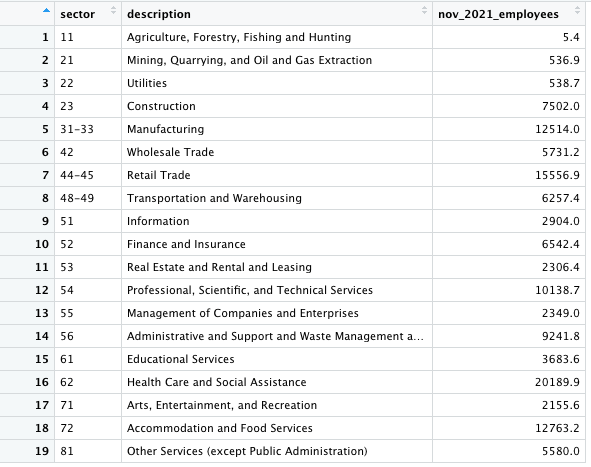 sector description nov_2021_employees
1 11 Agriculture, Forestry, Fishing and Hunting 5.4
2 21 Mining, Quarrying, and Oil and Gas Extraction 536.9
3 22 Utilities 538.7
4 23 Construction 7502.0
5 31-33 Manufacturing 12514.0
6 42 Wholesale Trade 5731.2
7 44-45 Retail Trade 15556.9
8 48-49 Transportation and Warehousing 6257.4
9 51 Information 2904.0
10 52 Finance and Insurance 6542.4
11 53 Real Estate and Rental and Leasing 2306.4
12 54 Professional, Scientific, and Technical Services 10138.7
13 55 Management of Companies and Enterprises 2349.0
14 56 Administrative and Support and Waste Management a... 9241.8
15 61 Educational Services 3683.6
16 62 Health Care and Social Assistance 20189.9
17 71 Arts, Entertainment, and Recreation 2155.6
18 72 Accommodation and Food Services 12763.2
19 81 Other Services (except Public Administration) 5580.0